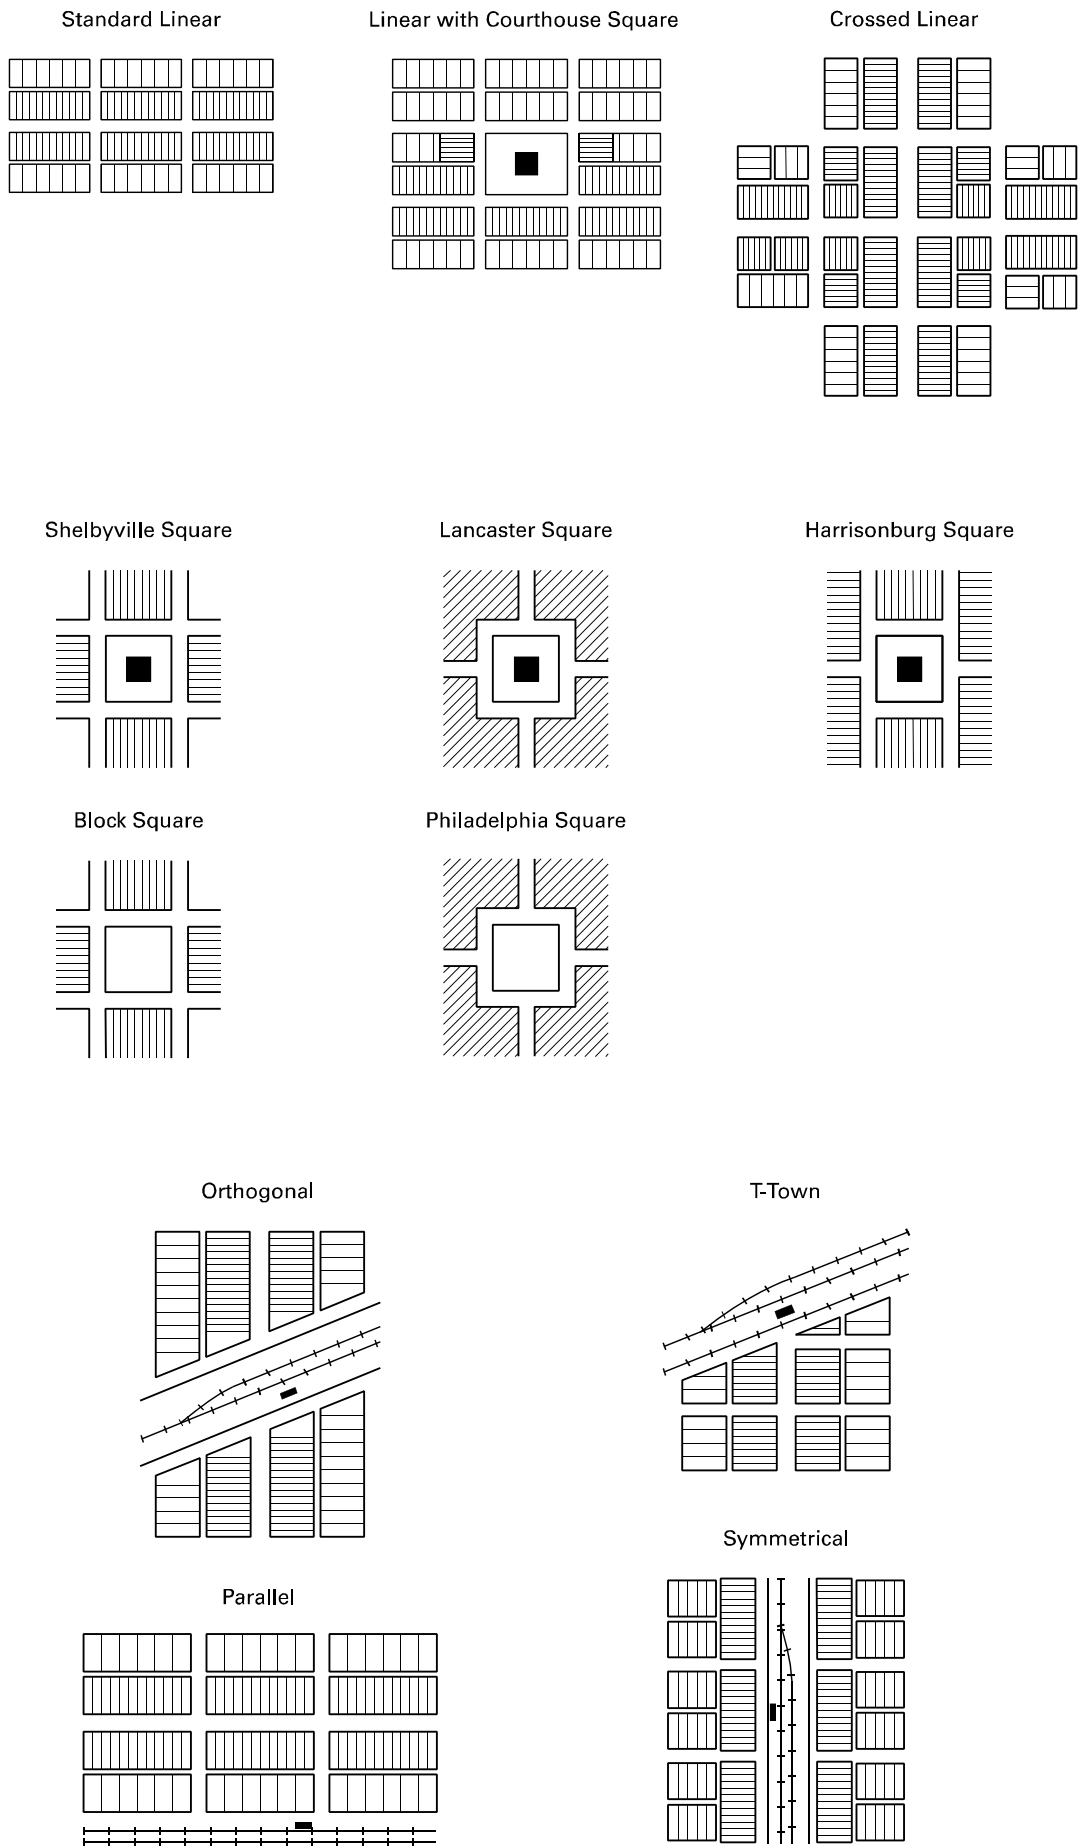 Standard Linear
Linear with Courthouse Square
Crossed Linear
Shelbyville Square
Lancaster Square
Harrisonburg Square
Block Square
Philadelphia Square
Orthogonal
T-Town
Symmetrical
Parallel